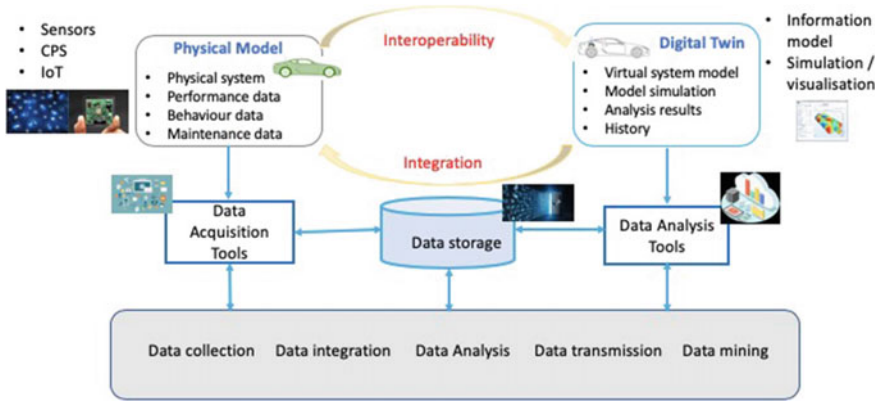 • Sensors
• CPS
• IoT
Physical Model
• Physical system
• Performance data
• Behaviour data
• Maintenance data
Interoperability
Integration
Digital Twin
• Virtual system model
• Model simulation
• Analysis results
• History
• Information
model
• Simulation /
visualisation
Data
Acquisition
Tools
Data storage
Data Analysis
Tools
Data collection Data integration Data Analysis Data transmission Data mining